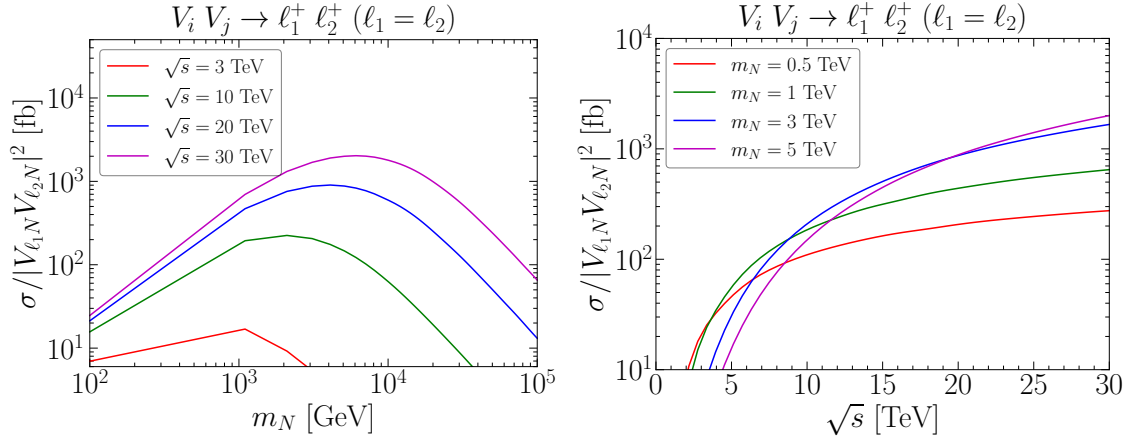 V_i V_j → ℓ_1^+ ℓ_2^+ (ℓ_1 = ℓ_2)
σ/|V_{ℓ_1N} V_{ℓ_2N}|^2 [fb]
10^4
10^3
10^2
10^1
√s = 3 TeV
√s = 10 TeV
√s = 20 TeV
√s = 30 TeV
10^2 10^3 10^4 10^5
m_N [GeV]
V_i V_j → ℓ_1^+ ℓ_2^+ (ℓ_1 = ℓ_2)
σ/|V_{ℓ_1N} V_{ℓ_2N}|^2 [fb]
10^4
10^3
10^2
10^1
m_N = 0.5 TeV
m_N = 1 TeV
m_N = 3 TeV
m_N = 5 TeV
0 5 10 15 20 25 30
√s [TeV]